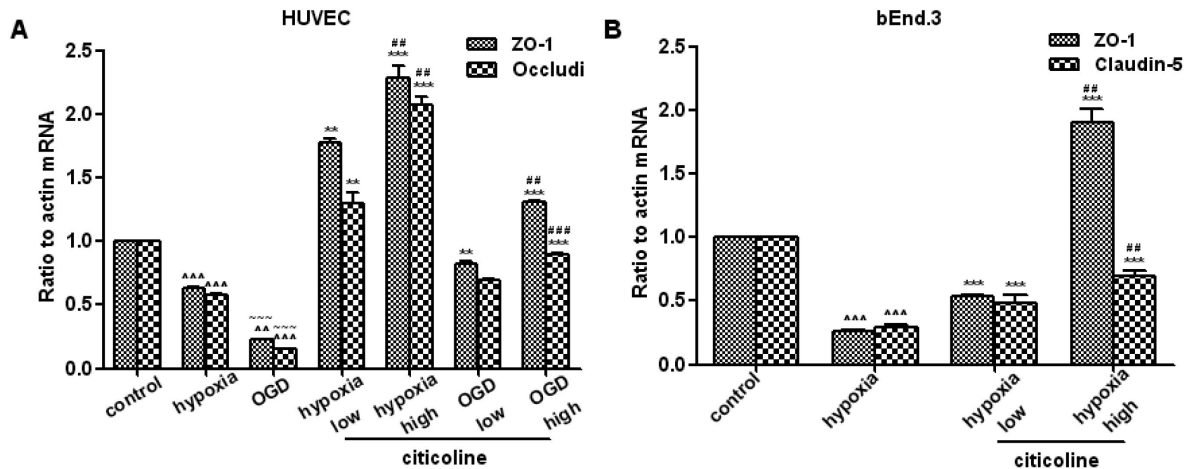 A
HUVEC
ZO-1
Occludi
Ratio to actin mRNA
2.5
2.0
1.5
1.0
0.5
0.0
^^^
^^^
~~~
^^
~~~
^^^
**
**
##
***
##
***
**
##
***
###
***
control
hypoxia
OGD
hypoxia
low
hypoxia
high
OGD
low
OGD
high
citicoline
B
bEnd.3
ZO-1
Claudin-5
Ratio to actin mRNA
2.5
2.0
1.5
1.0
0.5
0.0
^^^
^^^
***
***
##
***
##
***
control
hypoxia
hypoxia
low
hypoxia
high
citicoline